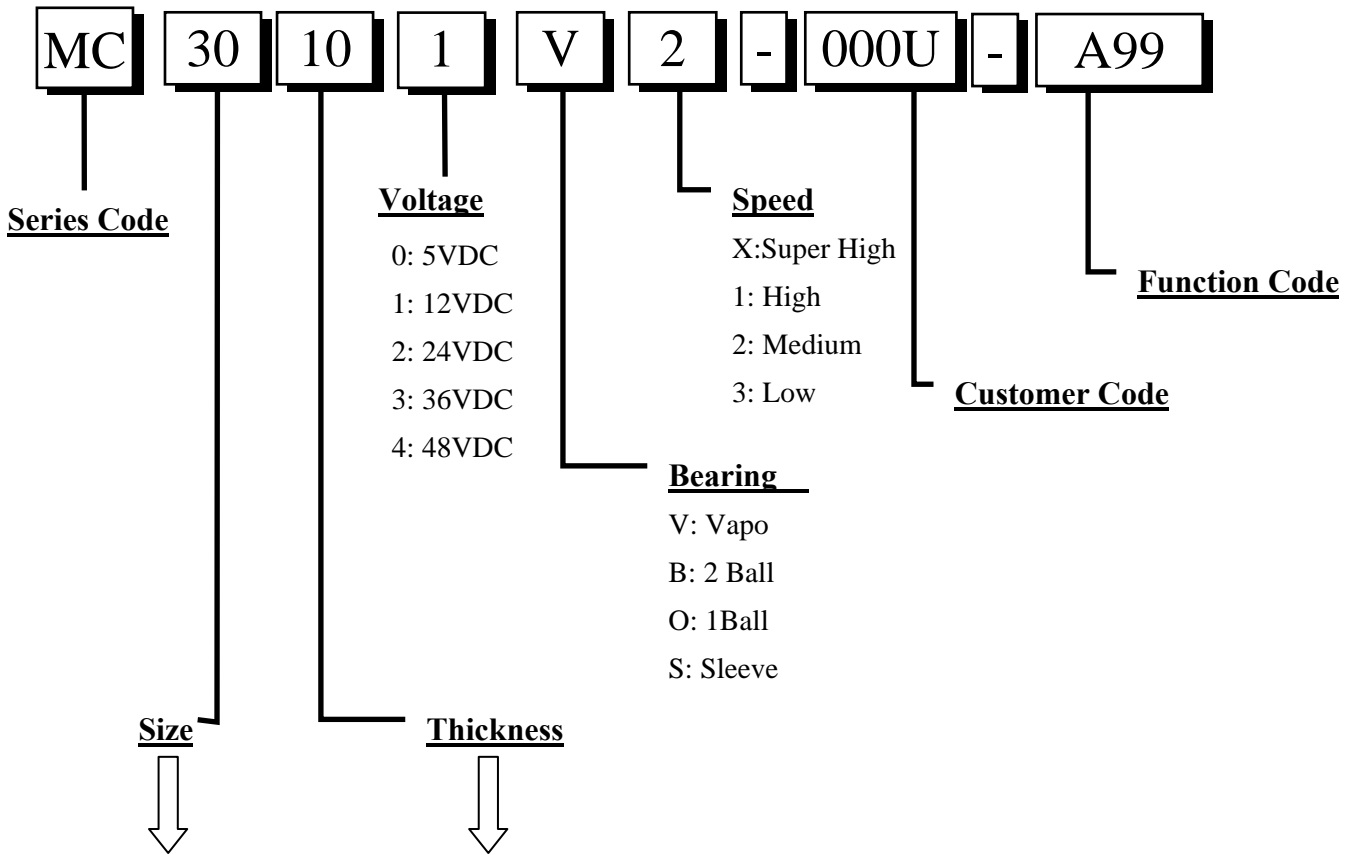 MC 30 10 1 V 2 - 000U - A99
Series Code
Voltage
0: 5VDC
1: 12VDC
2: 24VDC
3: 36VDC
4: 48VDC
Speed
X:Super High
1: High
2: Medium
3: Low
Function Code
Customer Code
Bearing
V: Vapo
B: 2 Ball
O: 1Ball
S: Sleeve
Size
Thickness